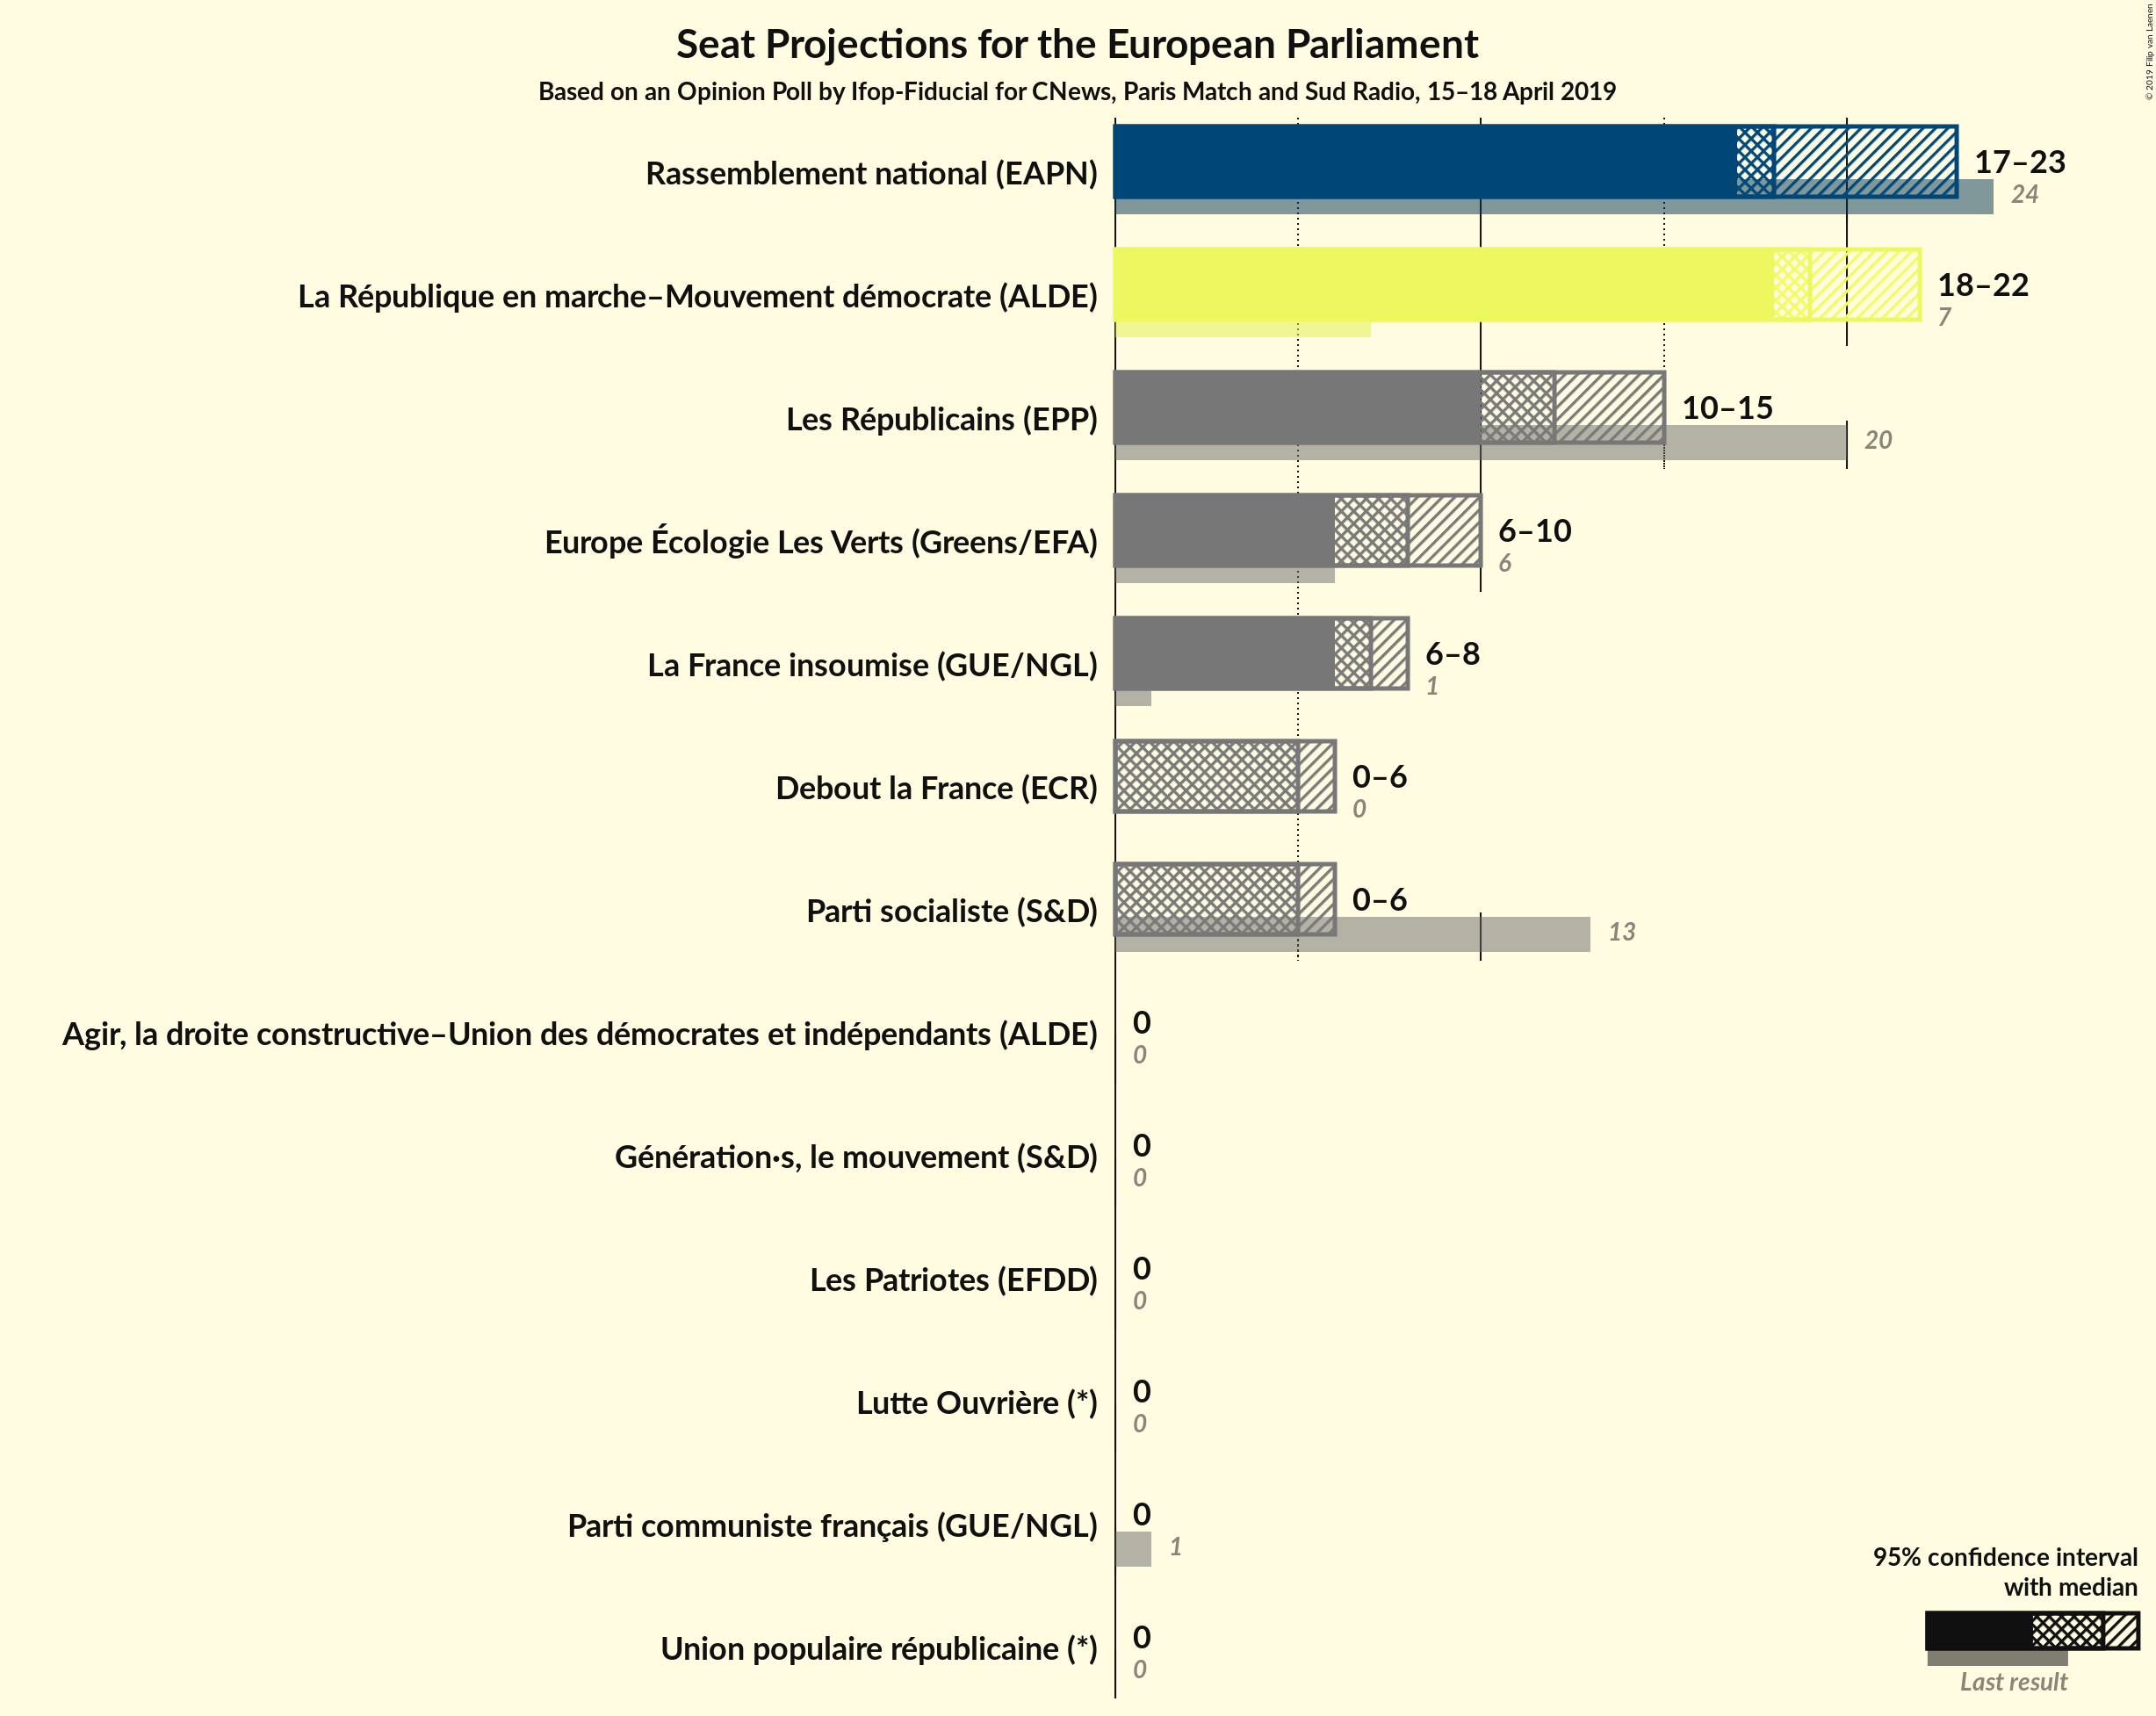 Seat Projections for the European Parliament
Based on an Opinion Poll by Ifop-Fiducial for CNews, Paris Match and Sud Radio, 15–18 April 2019
© 2019 Filip van Laenen
Rassemblement national (EAPN)
17–23
24
La République en marche–Mouvement démocrate (ALDE)
18–22
7
Les Républicains (EPP)
10–15
20
Europe Écologie Les Verts (Greens/EFA)
6–10
6
La France insoumise (GUE/NGL)
6–8
1
Debout la France (ECR)
0–6
0
Parti socialiste (S&D)
0–6
13
Agir, la droite constructive–Union des démocrates et indépendants (ALDE)
0
0
Génération·s, le mouvement (S&D)
0
0
Les Patriotes (EFDD)
0
0
Lutte Ouvrière (*)
0
0
Parti communiste français (GUE/NGL)
0
1
Union populaire républicaine (*)
0
0
95% confidence interval
with median
Last result